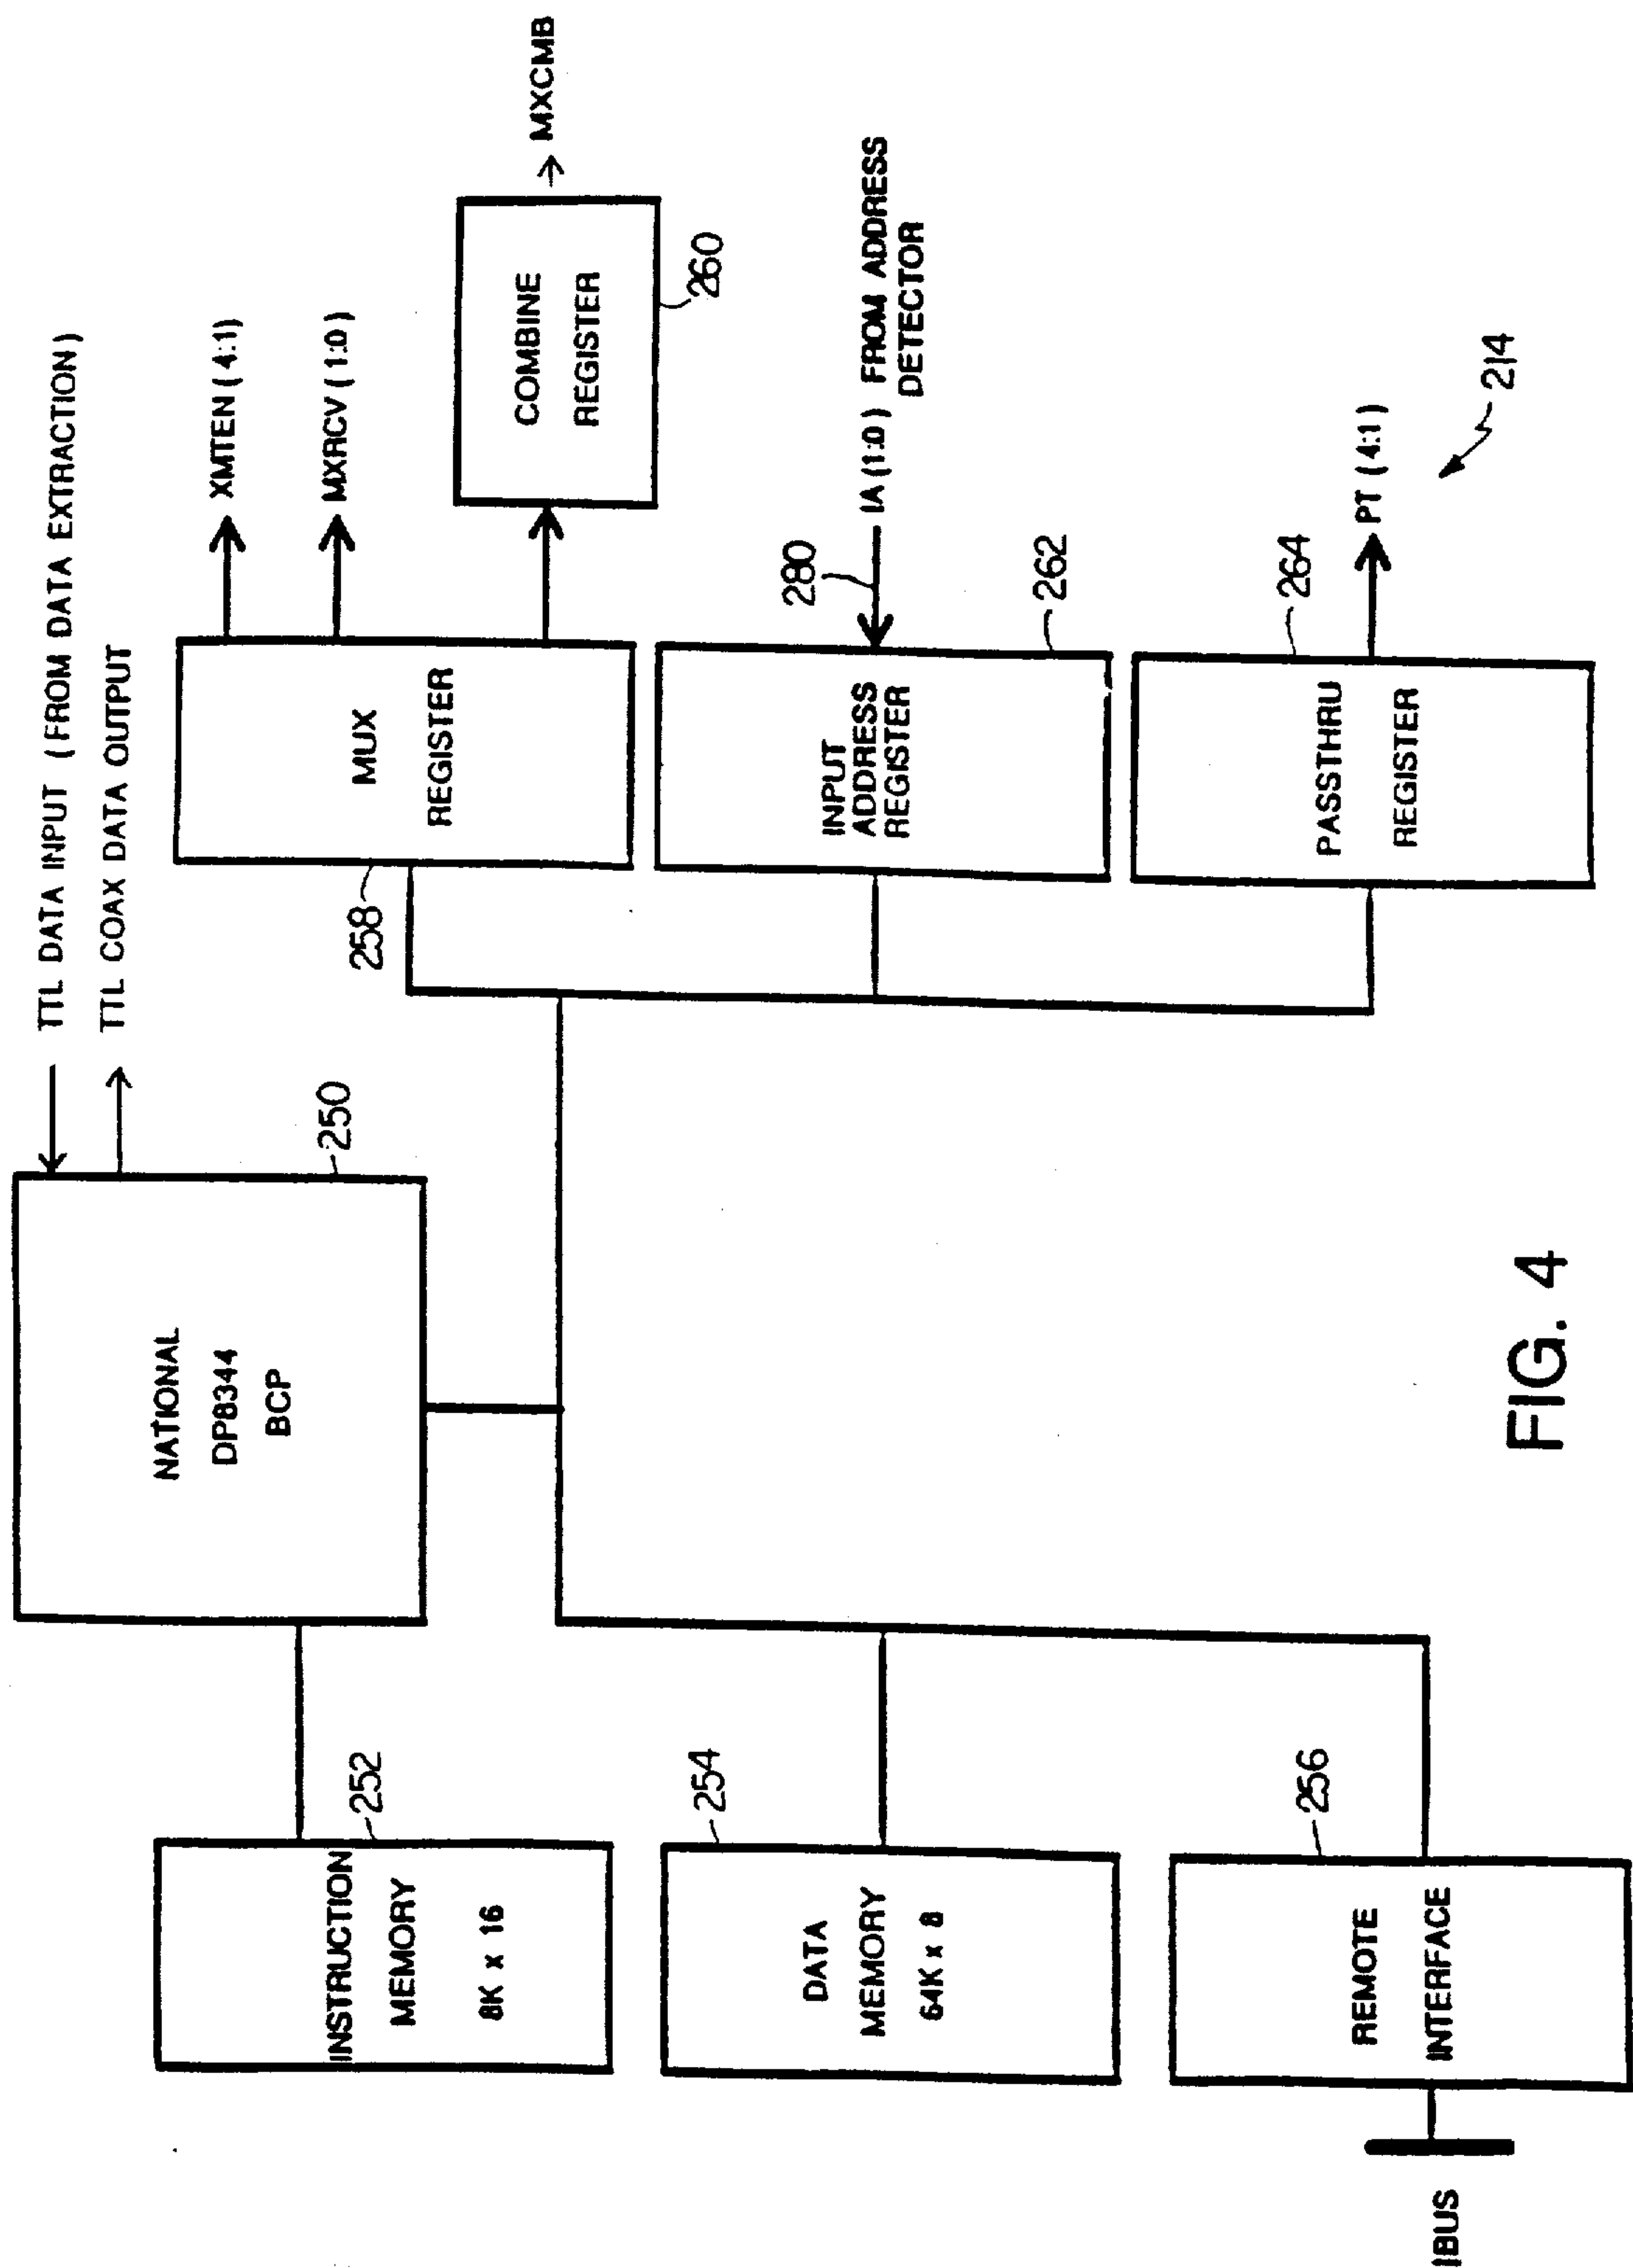 TTL DATA INPUT (FROM DATA EXTRACTION)
TTL COAX DATA OUTPUT
250
NATIONAL
DP8344
BCP
252
INSTRUCTION
MEMORY
8K x 16
254
DATA
MEMORY
64K x 8
256
REMOTE
INTERFACE
IBUS
258
MUX
REGISTER
XMTEN (4:1)
MXRCV (1:0)
COMBINE
REGISTER
260
MXCMB
INPUT
ADDRESS
REGISTER
262
280
IA (1:0) FROM ADDRESS
DETECTOR
PASSTHRU
REGISTER
264
PT (4:1)
214
FIG. 4